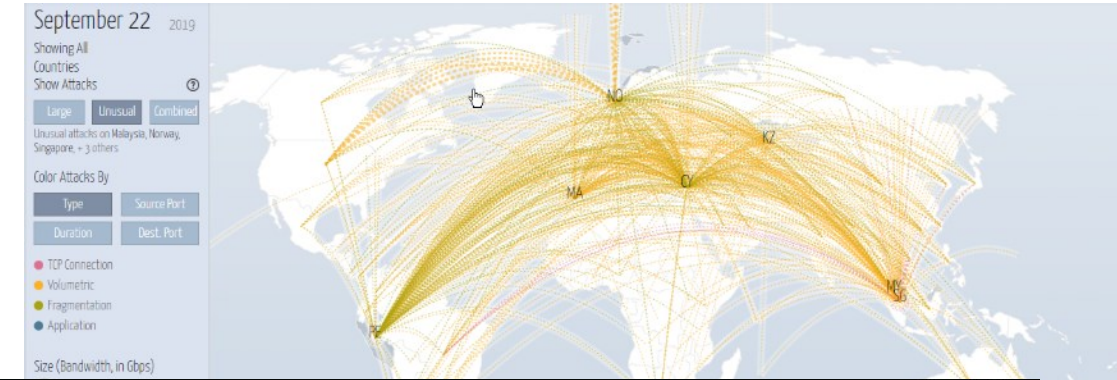 September 22 2019
Showing All
Countries
Show Attacks ?
Large Unusual Combined
Unusual attacks on Malaysia, Norway,
Singapore, + 3 others
Color Attacks By
Type Source Port
Duration Dest. Port
TCP Connection
Volumetric
Fragmentation
Application
Size (Bandwidth, in Gbps)
NO
KZ
MA
CY
MY
SG
PE